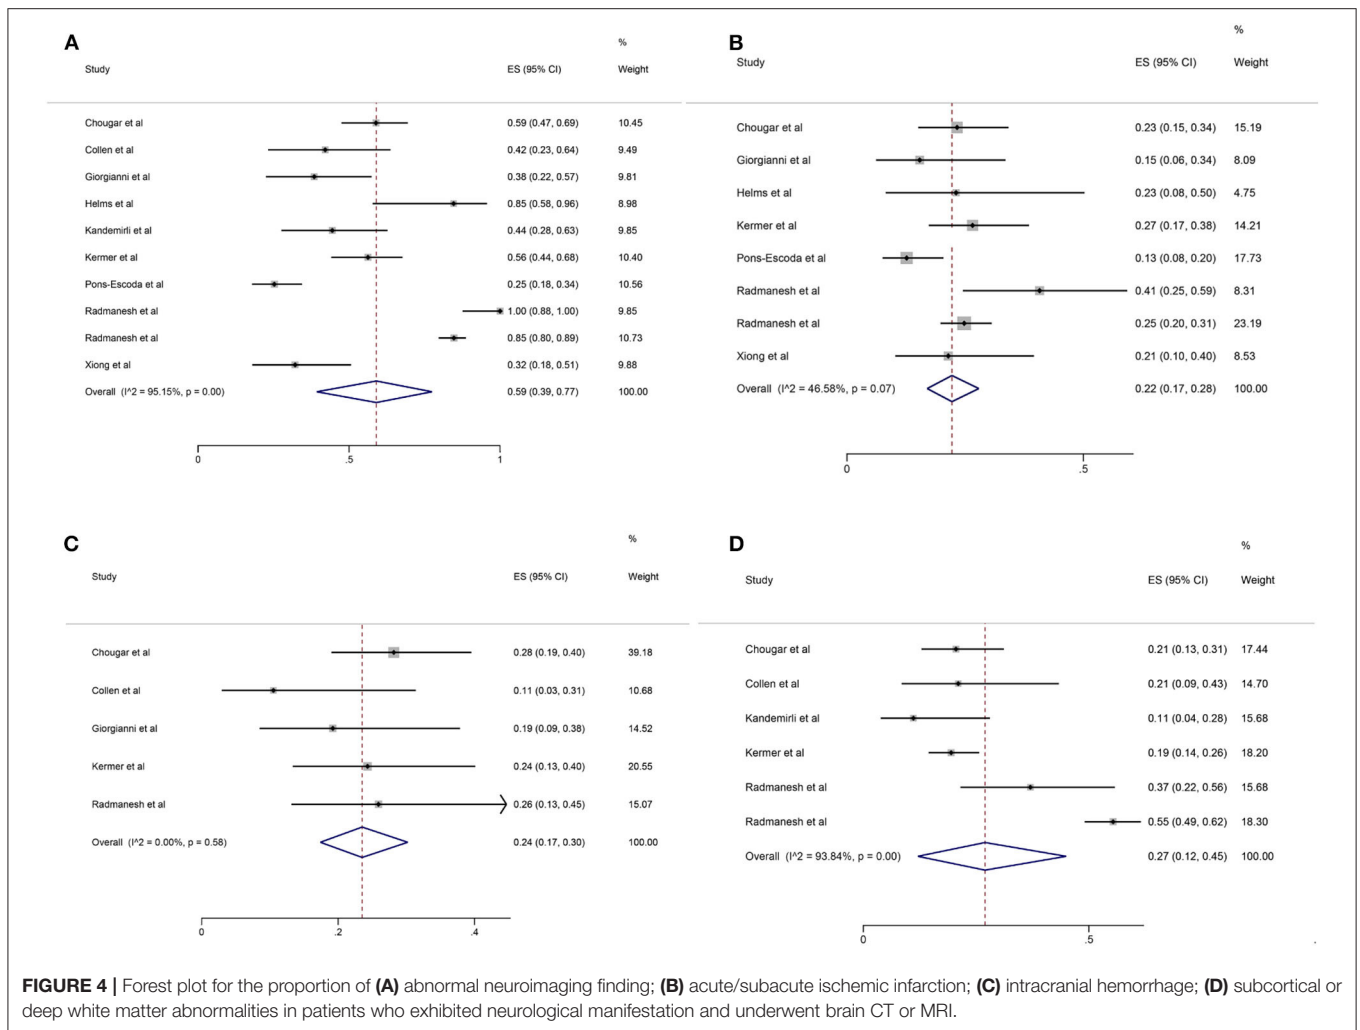 A
%
Study ES (95% CI) Weight
Chougar et al 0.59 (0.47, 0.69) 10.45
Collen et al 0.42 (0.23, 0.64) 9.49
Giorgianni et al 0.38 (0.22, 0.57) 9.81
Helms et al 0.85 (0.58, 0.96) 8.98
Kandemirli et al 0.44 (0.28, 0.63) 9.85
Kermer et al 0.56 (0.44, 0.68) 10.40
Pons-Escoda et al 0.25 (0.18, 0.34) 10.56
Radmanesh et al 1.00 (0.88, 1.00) 9.85
Radmanesh et al 0.85 (0.80, 0.89) 10.73
Xiong et al 0.32 (0.18, 0.51) 9.88
Overall (I^2 = 95.15%, p = 0.00) 0.59 (0.39, 0.77) 100.00
0 .5 1
B
%
Study ES (95% CI) Weight
Chougar et al 0.23 (0.15, 0.34) 15.19
Giorgianni et al 0.15 (0.06, 0.34) 8.09
Helms et al 0.23 (0.08, 0.50) 4.75
Kermer et al 0.27 (0.17, 0.38) 14.21
Pons-Escoda et al 0.13 (0.08, 0.20) 17.73
Radmanesh et al 0.41 (0.25, 0.59) 8.31
Radmanesh et al 0.25 (0.20, 0.31) 23.19
Xiong et al 0.21 (0.10, 0.40) 8.53
Overall (I^2 = 46.58%, p = 0.07) 0.22 (0.17, 0.28) 100.00
0 .5
C
%
Study ES (95% CI) Weight
Chougar et al 0.28 (0.19, 0.40) 39.18
Collen et al 0.11 (0.03, 0.31) 10.68
Giorgianni et al 0.19 (0.09, 0.38) 14.52
Kermer et al 0.24 (0.13, 0.40) 20.55
Radmanesh et al 0.26 (0.13, 0.45) 15.07
Overall (I^2 = 0.00%, p = 0.58) 0.24 (0.17, 0.30) 100.00
0 .2 .4
D
%
Study ES (95% CI) Weight
Chougar et al 0.21 (0.13, 0.31) 17.44
Collen et al 0.21 (0.09, 0.43) 14.70
Kandemirli et al 0.11 (0.04, 0.28) 15.68
Kermer et al 0.19 (0.14, 0.26) 18.20
Radmanesh et al 0.37 (0.22, 0.56) 15.68
Radmanesh et al 0.55 (0.49, 0.62) 18.30
Overall (I^2 = 93.84%, p = 0.00) 0.27 (0.12, 0.45) 100.00
0 .5
FIGURE 4 | Forest plot for the proportion of (A) abnormal neuroimaging finding; (B) acute/subacute ischemic infarction; (C) intracranial hemorrhage; (D) subcortical or
deep white matter abnormalities in patients who exhibited neurological manifestation and underwent brain CT or MRI.